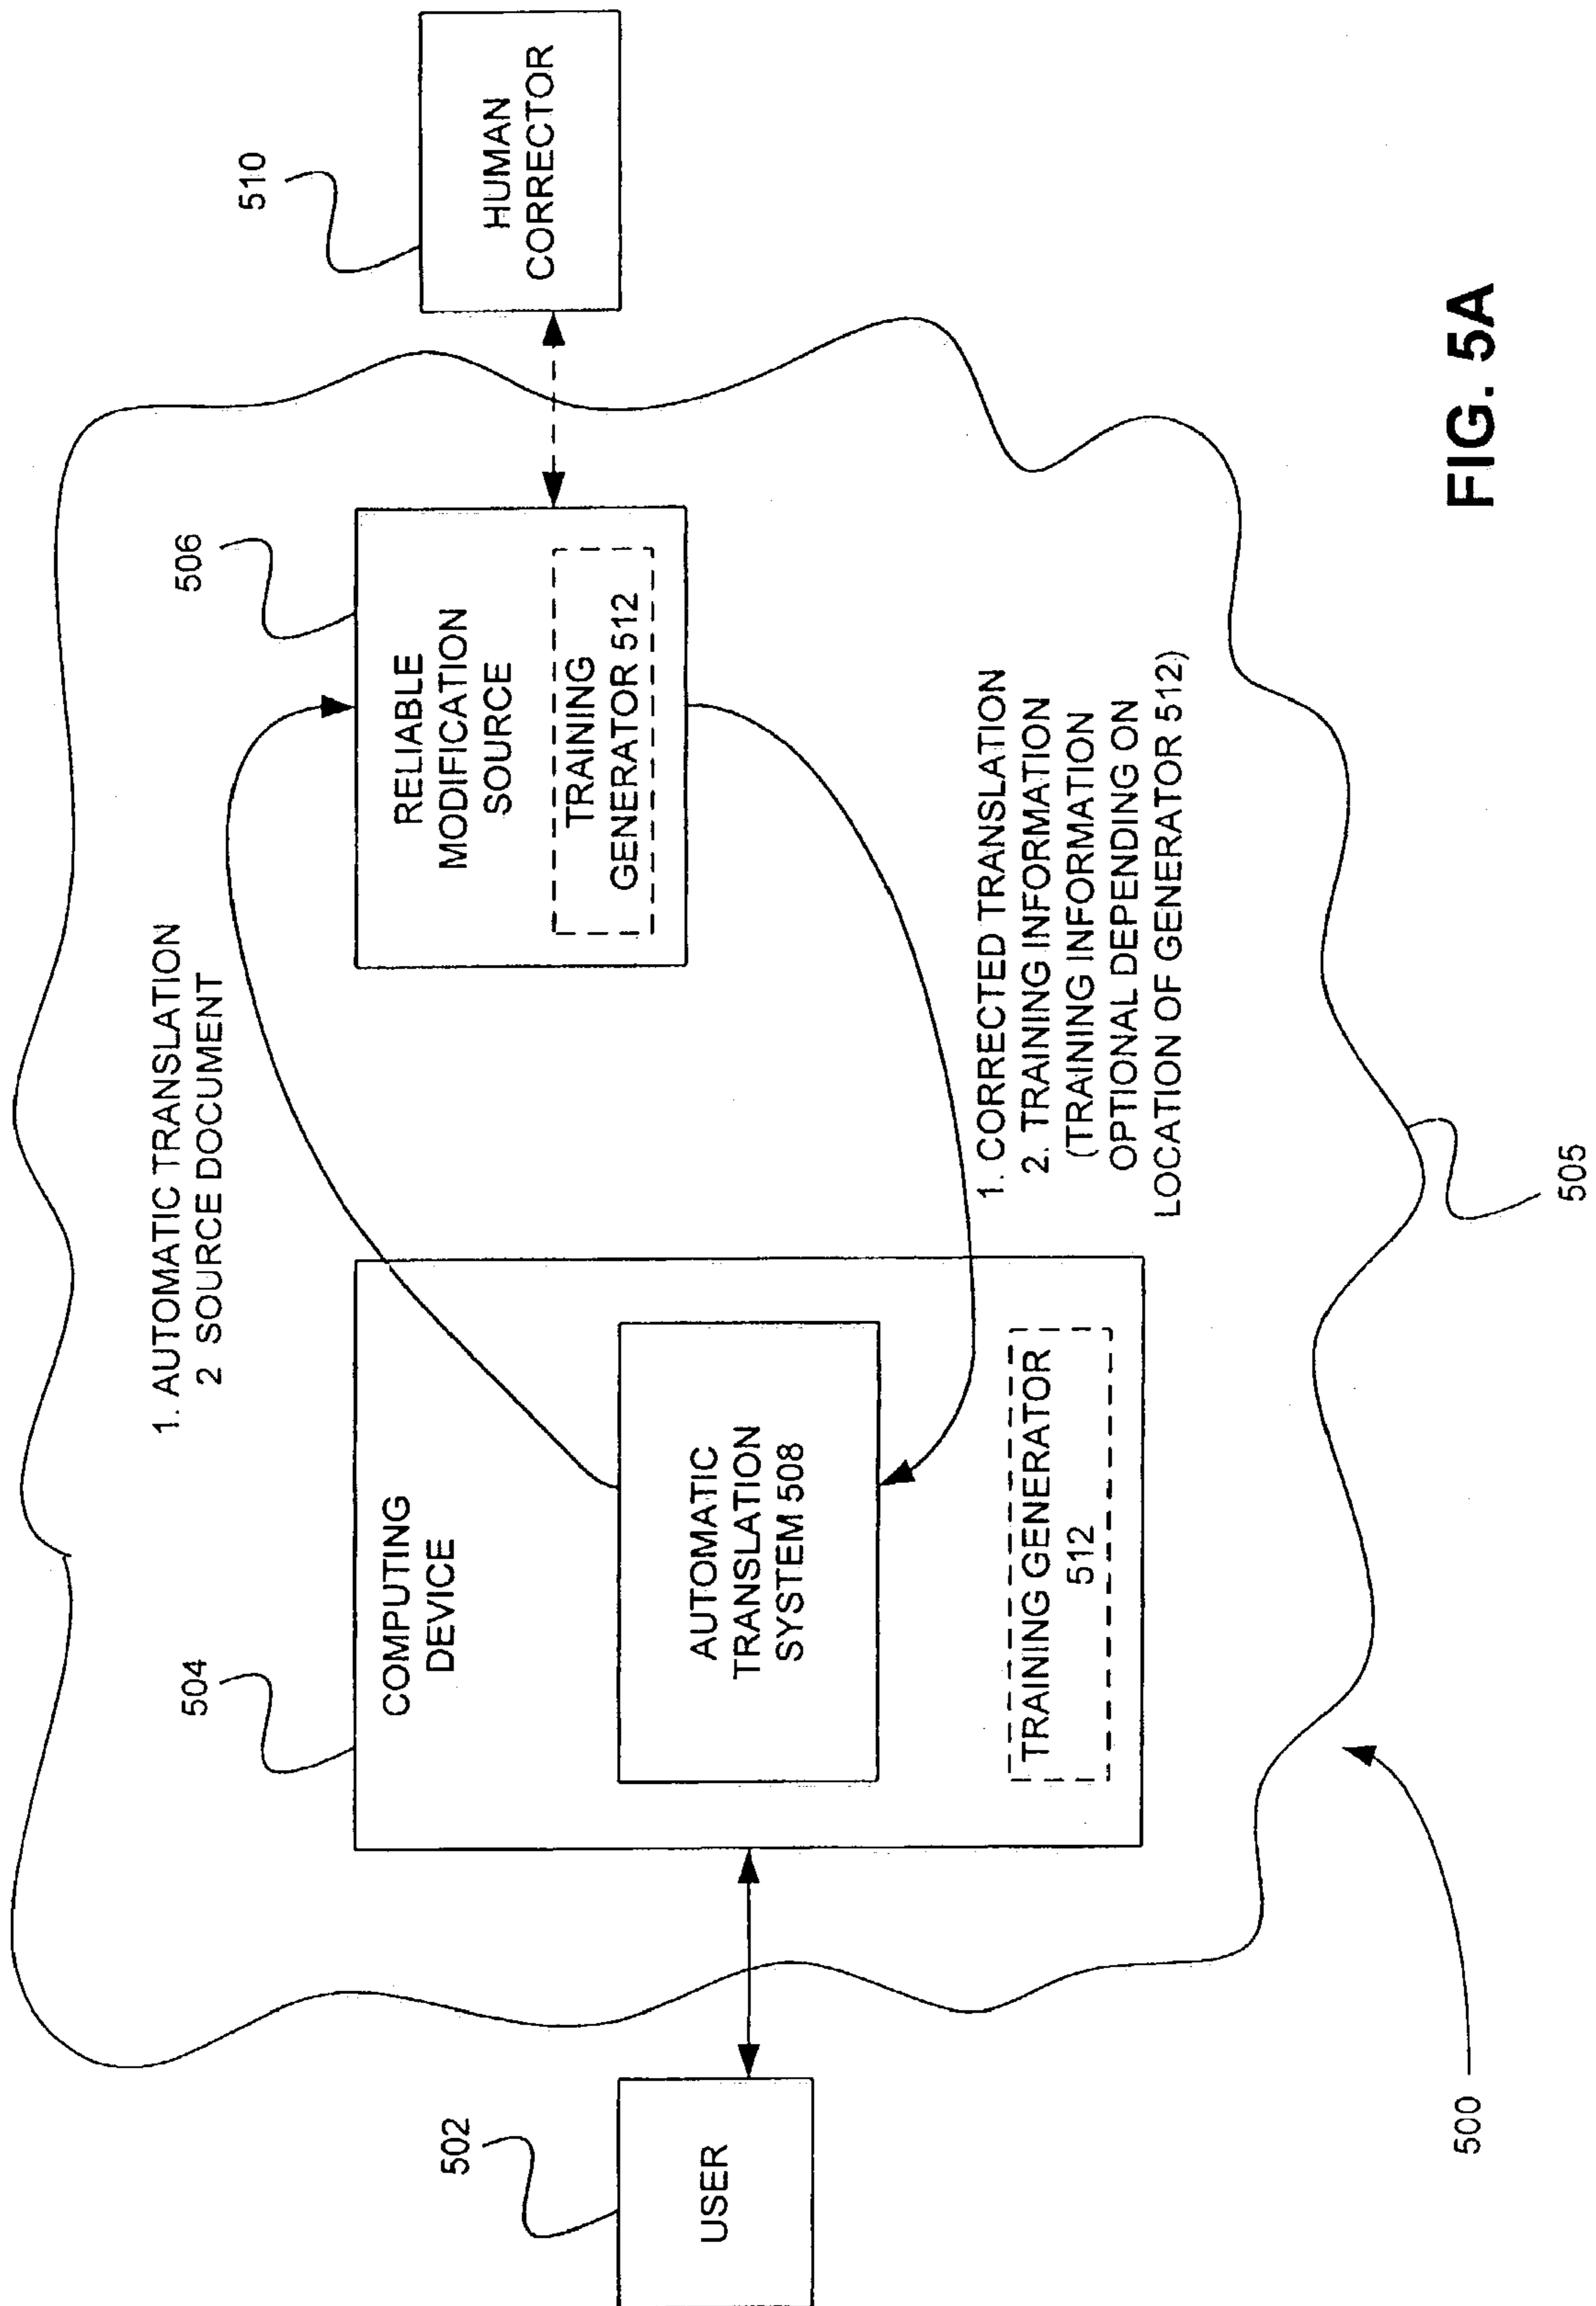 510
HUMAN
CORRECTOR
506
RELIABLE
MODIFICATION
SOURCE
TRAINING
GENERATOR 512
1. AUTOMATIC TRANSLATION
2 SOURCE DOCUMENT
1. CORRECTED TRANSLATION
2. TRAINING INFORMATION
(TRAINING INFORMATION
OPTIONAL DEPENDING ON
LOCATION OF GENERATOR 512)
504
COMPUTING
DEVICE
AUTOMATIC
TRANSLATION
SYSTEM 508
TRAINING GENERATOR
512
505
502
USER
500
FIG. 5A